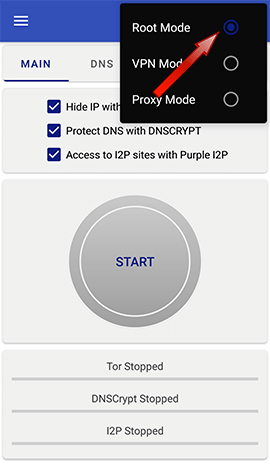 Root Mode
VPN Mode
Proxy Mode
MAIN DNS
Hide IP with
Protect DNS with DNSCRYPT
Access to I2P sites with Purple I2P
START
Tor Stopped
DNSCrypt Stopped
I2P Stopped